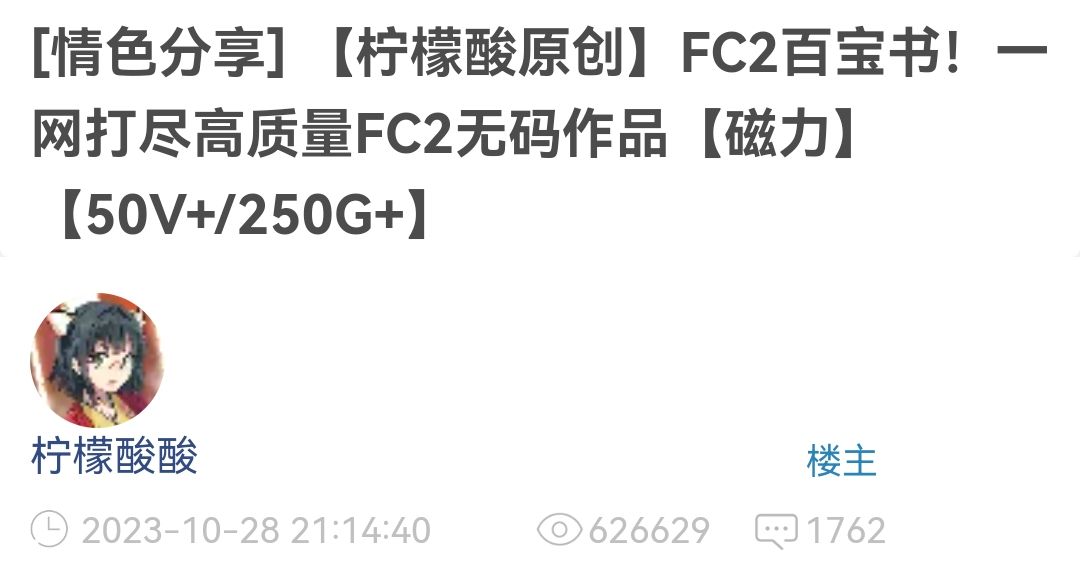 [情色分享] 【柠檬酸原创】FC2百宝书！一
网打尽高质量FC2无码作品【磁力】
【50V+/250G+】
柠檬酸酸
楼主
2023-10-28 21:14:40 626629 1762